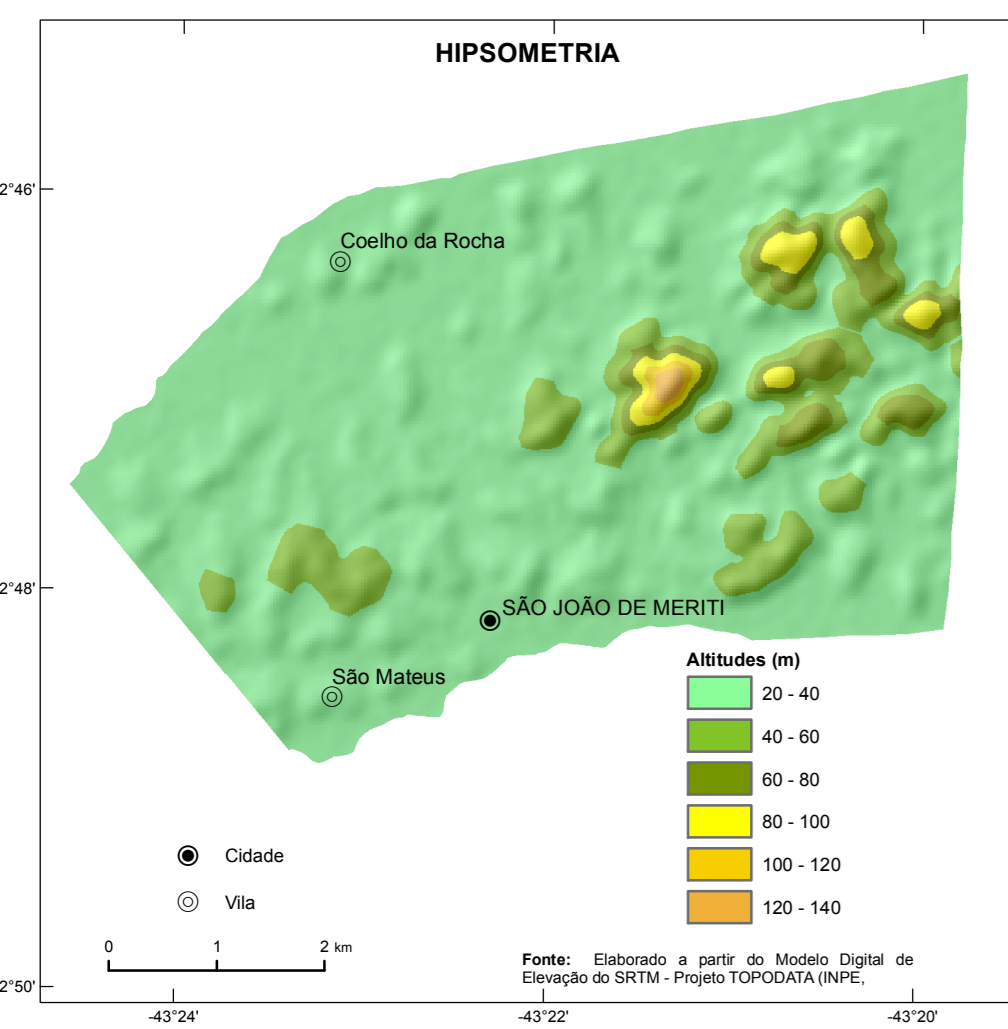 HIPSOMETRIA
2°46'
Coelho da Rocha
2°48'
SÃO JOÃO DE MERITI
São Mateus
Altitudes (m)
20 - 40
40 - 60
60 - 80
80 - 100
100 - 120
120 - 140
Cidade
Vila
0 1 2 km
Fonte: Elaborado a partir do Modelo Digital de
Elevação do SRTM - Projeto TOPODATA (INPE,
2°50'
-43°24' -43°22' -43°20'